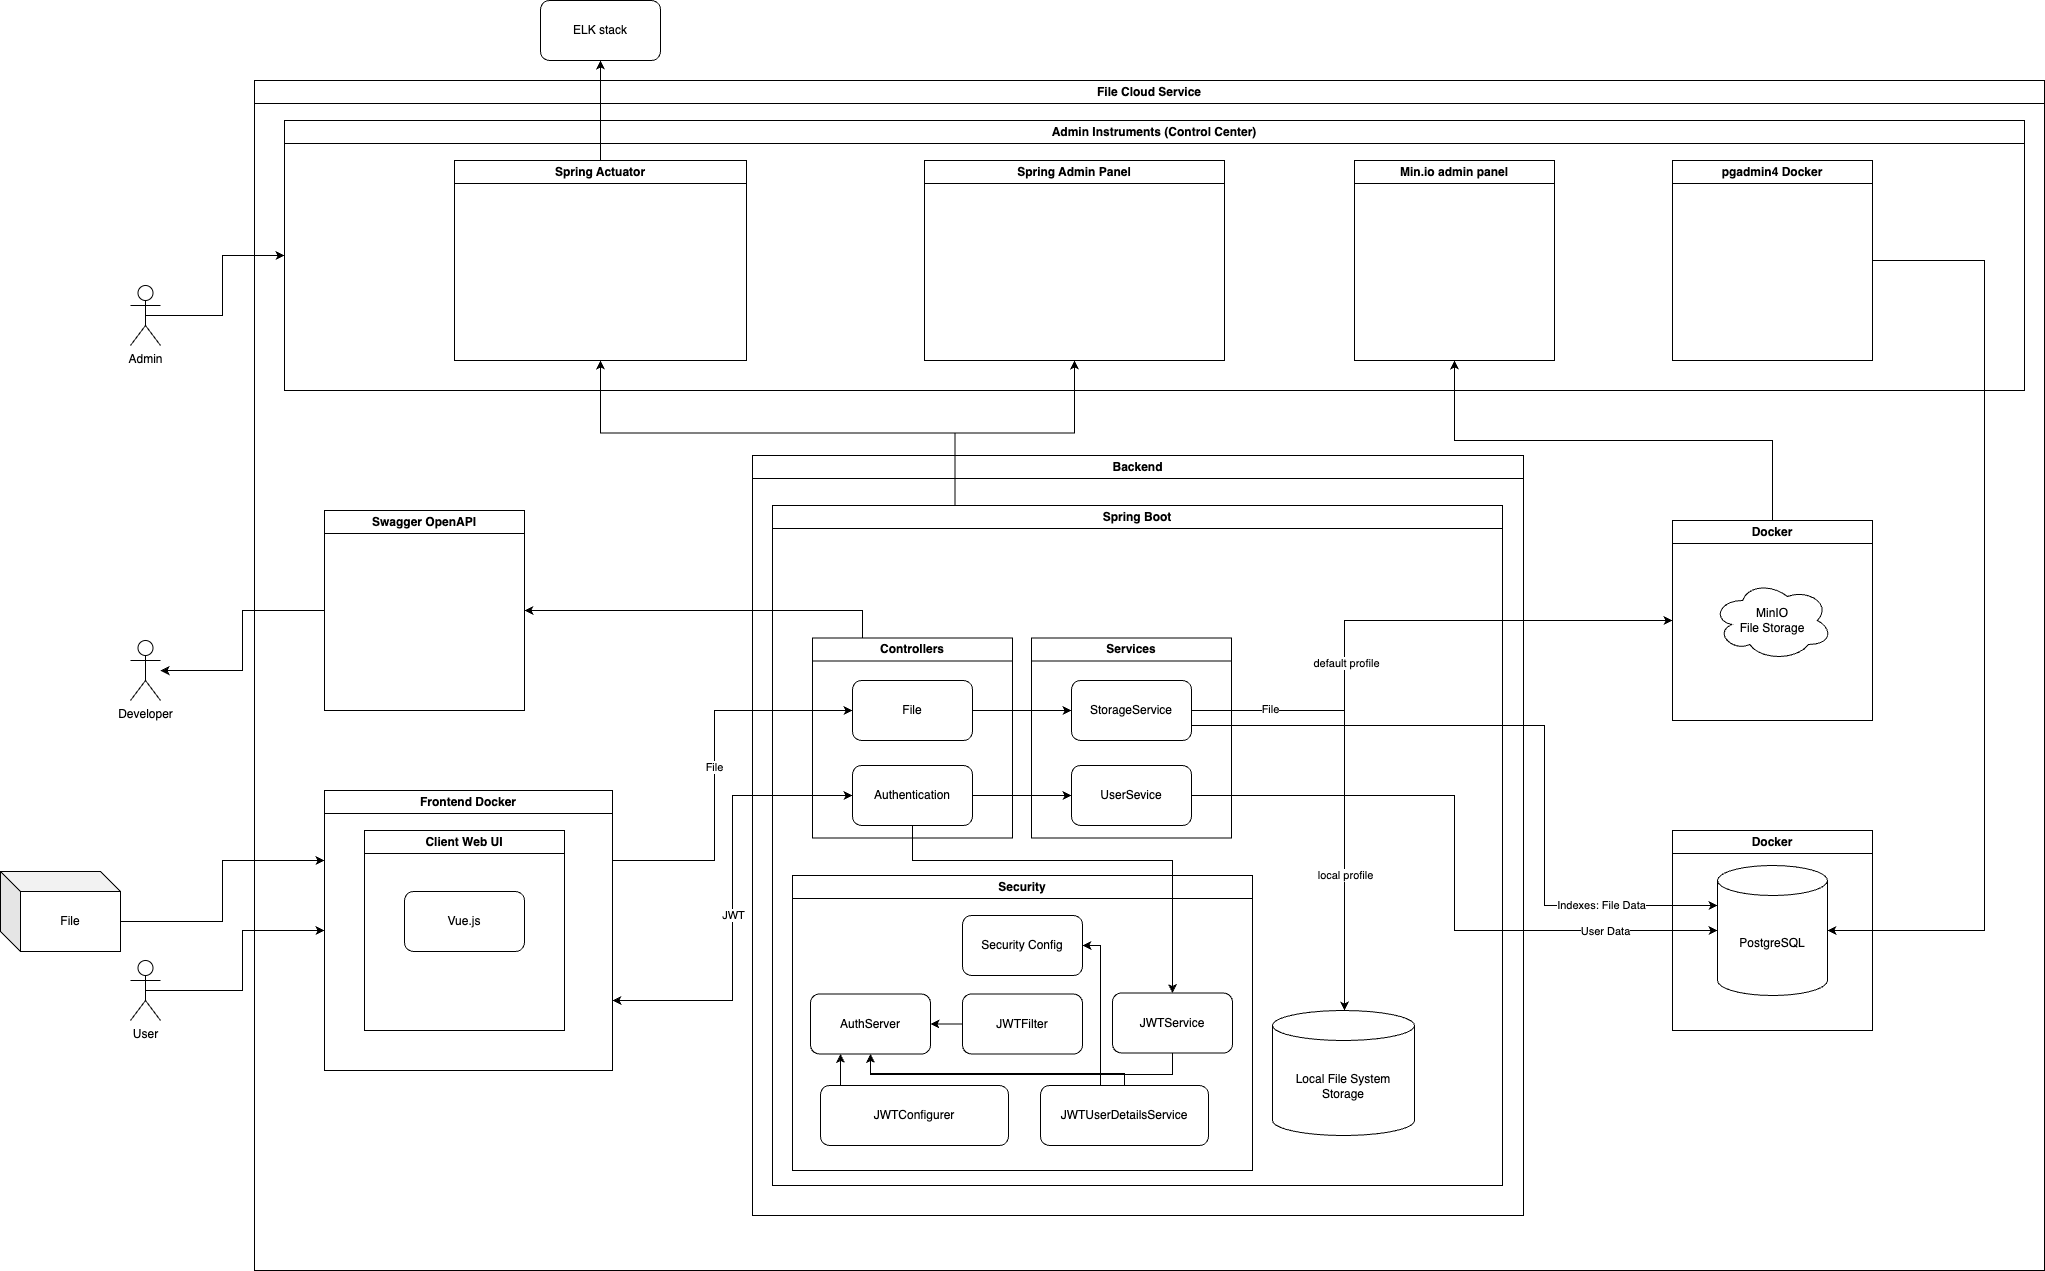 ELK stack
File Cloud Service
Admin Instruments (Control Center)
Spring Actuator
Spring Admin Panel
Min.io admin panel
pgadmin4 Docker
Admin
Backend
Swagger OpenAPI
Spring Boot
Docker
MinIO
File Storage
Controllers
Services
default profile
Developer
File
StorageService
File
File
Authentication
UserSevice
Frontend Docker
Client Web UI
Docker
local profile
Security
Indexes: File Data
User Data
PostgreSQL
File
Vue.js
JWT
Security Config
AuthServer
JWTFilter
JWTService
User
Local File System
Storage
JWTConfigurer
JWTUserDetailsService